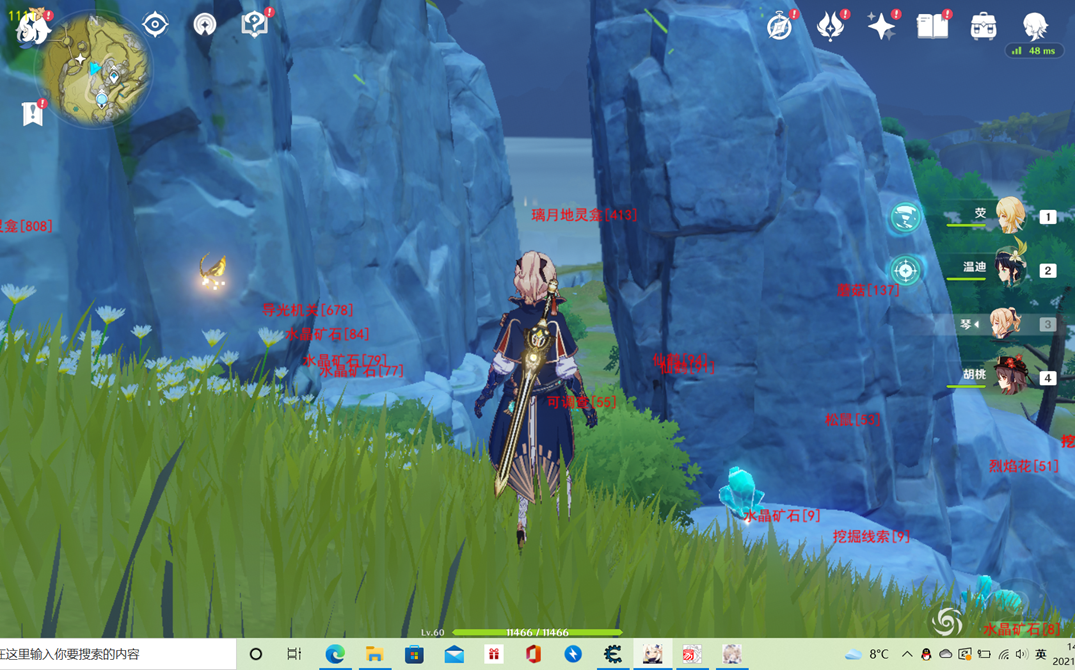 48 ms
荧
1
璃月地灵龛[413]
灵龛[808]
温迪
2
蘑菇[137]
导光机关[678]
水晶矿石[84]
琴
3
水晶矿石[79]
水晶矿石[77]
胡桃
4
可调查[55]
松鼠[53]
烈焰花[51]
水晶矿石[9]
挖掘线索[9]
水晶矿石[8]
Lv.60
11466 / 11466
在这里输入你要搜索的内容
8°C
英
2021